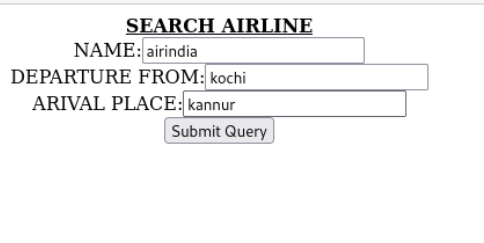 SEARCH AIRLINE
NAME: airindia
DEPARTURE FROM: kochi
ARIVAL PLACE: kannur
Submit Query